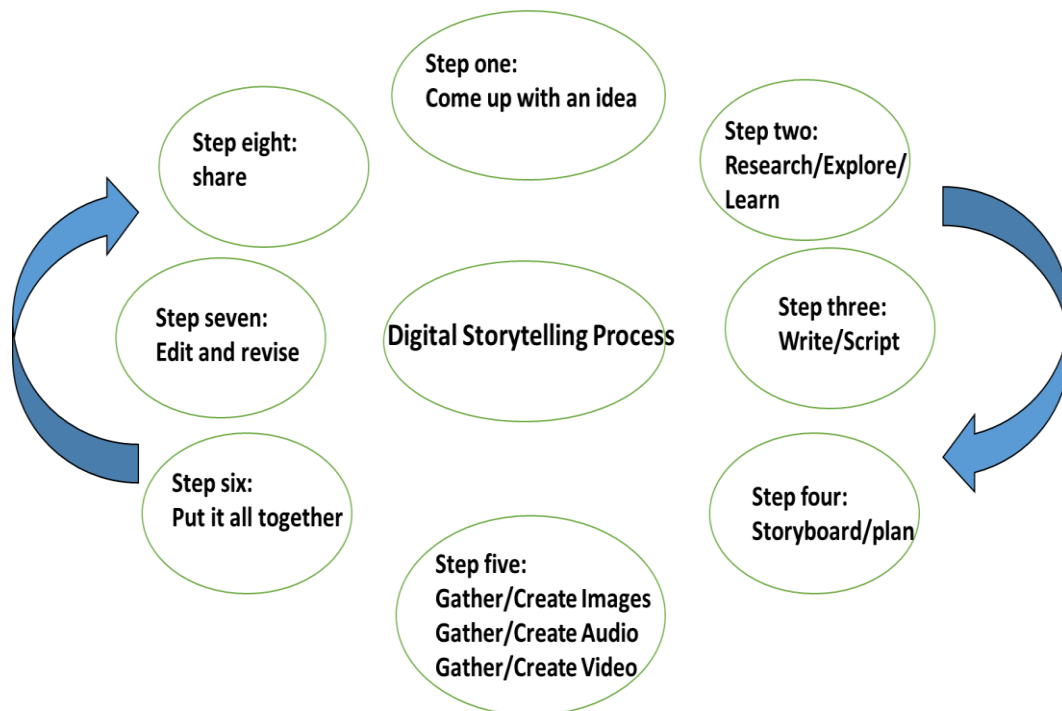 Step one:
Come up with an idea
Step two:
Research/Explore/
Learn
Step three:
Write/Script
Step four:
Storyboard/plan
Step five:
Gather/Create Images
Gather/Create Audio
Gather/Create Video
Step six:
Put it all together
Step seven:
Edit and revise
Step eight:
share
Digital Storytelling Process